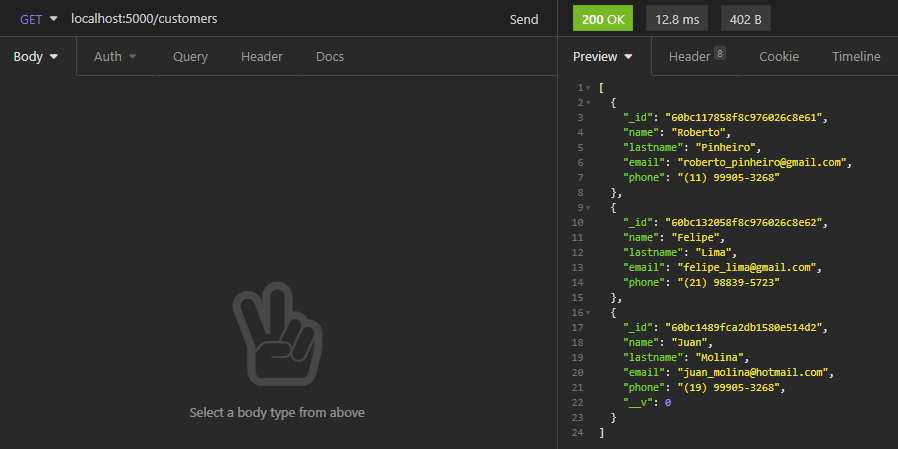 GET localhost:5000/customers Send
Body Auth Query Header Docs
Select a body type from above
200 OK 12.8 ms 402 B
Preview Header 8 Cookie Timeline
1 [
2 {
3 "_id": "60bc117858f8c976026c8e61",
4 "name": "Roberto",
5 "lastname": "Pinheiro",
6 "email": "roberto_pinheiro@gmail.com",
7 "phone": "(11) 99905-3268"
8 },
9 {
10 "_id": "60bc132058f8c976026c8e62",
11 "name": "Felipe",
12 "lastname": "Lima",
13 "email": "felipe_lima@gmail.com",
14 "phone": "(21) 98839-5723"
15 },
16 {
17 "_id": "60bc1489fca2db1580e514d2",
18 "name": "Juan",
19 "lastname": "Molina",
20 "email": "juan_molina@hotmail.com",
21 "phone": "(19) 99905-3268",
22 "__v": 0
23 }
24 ]